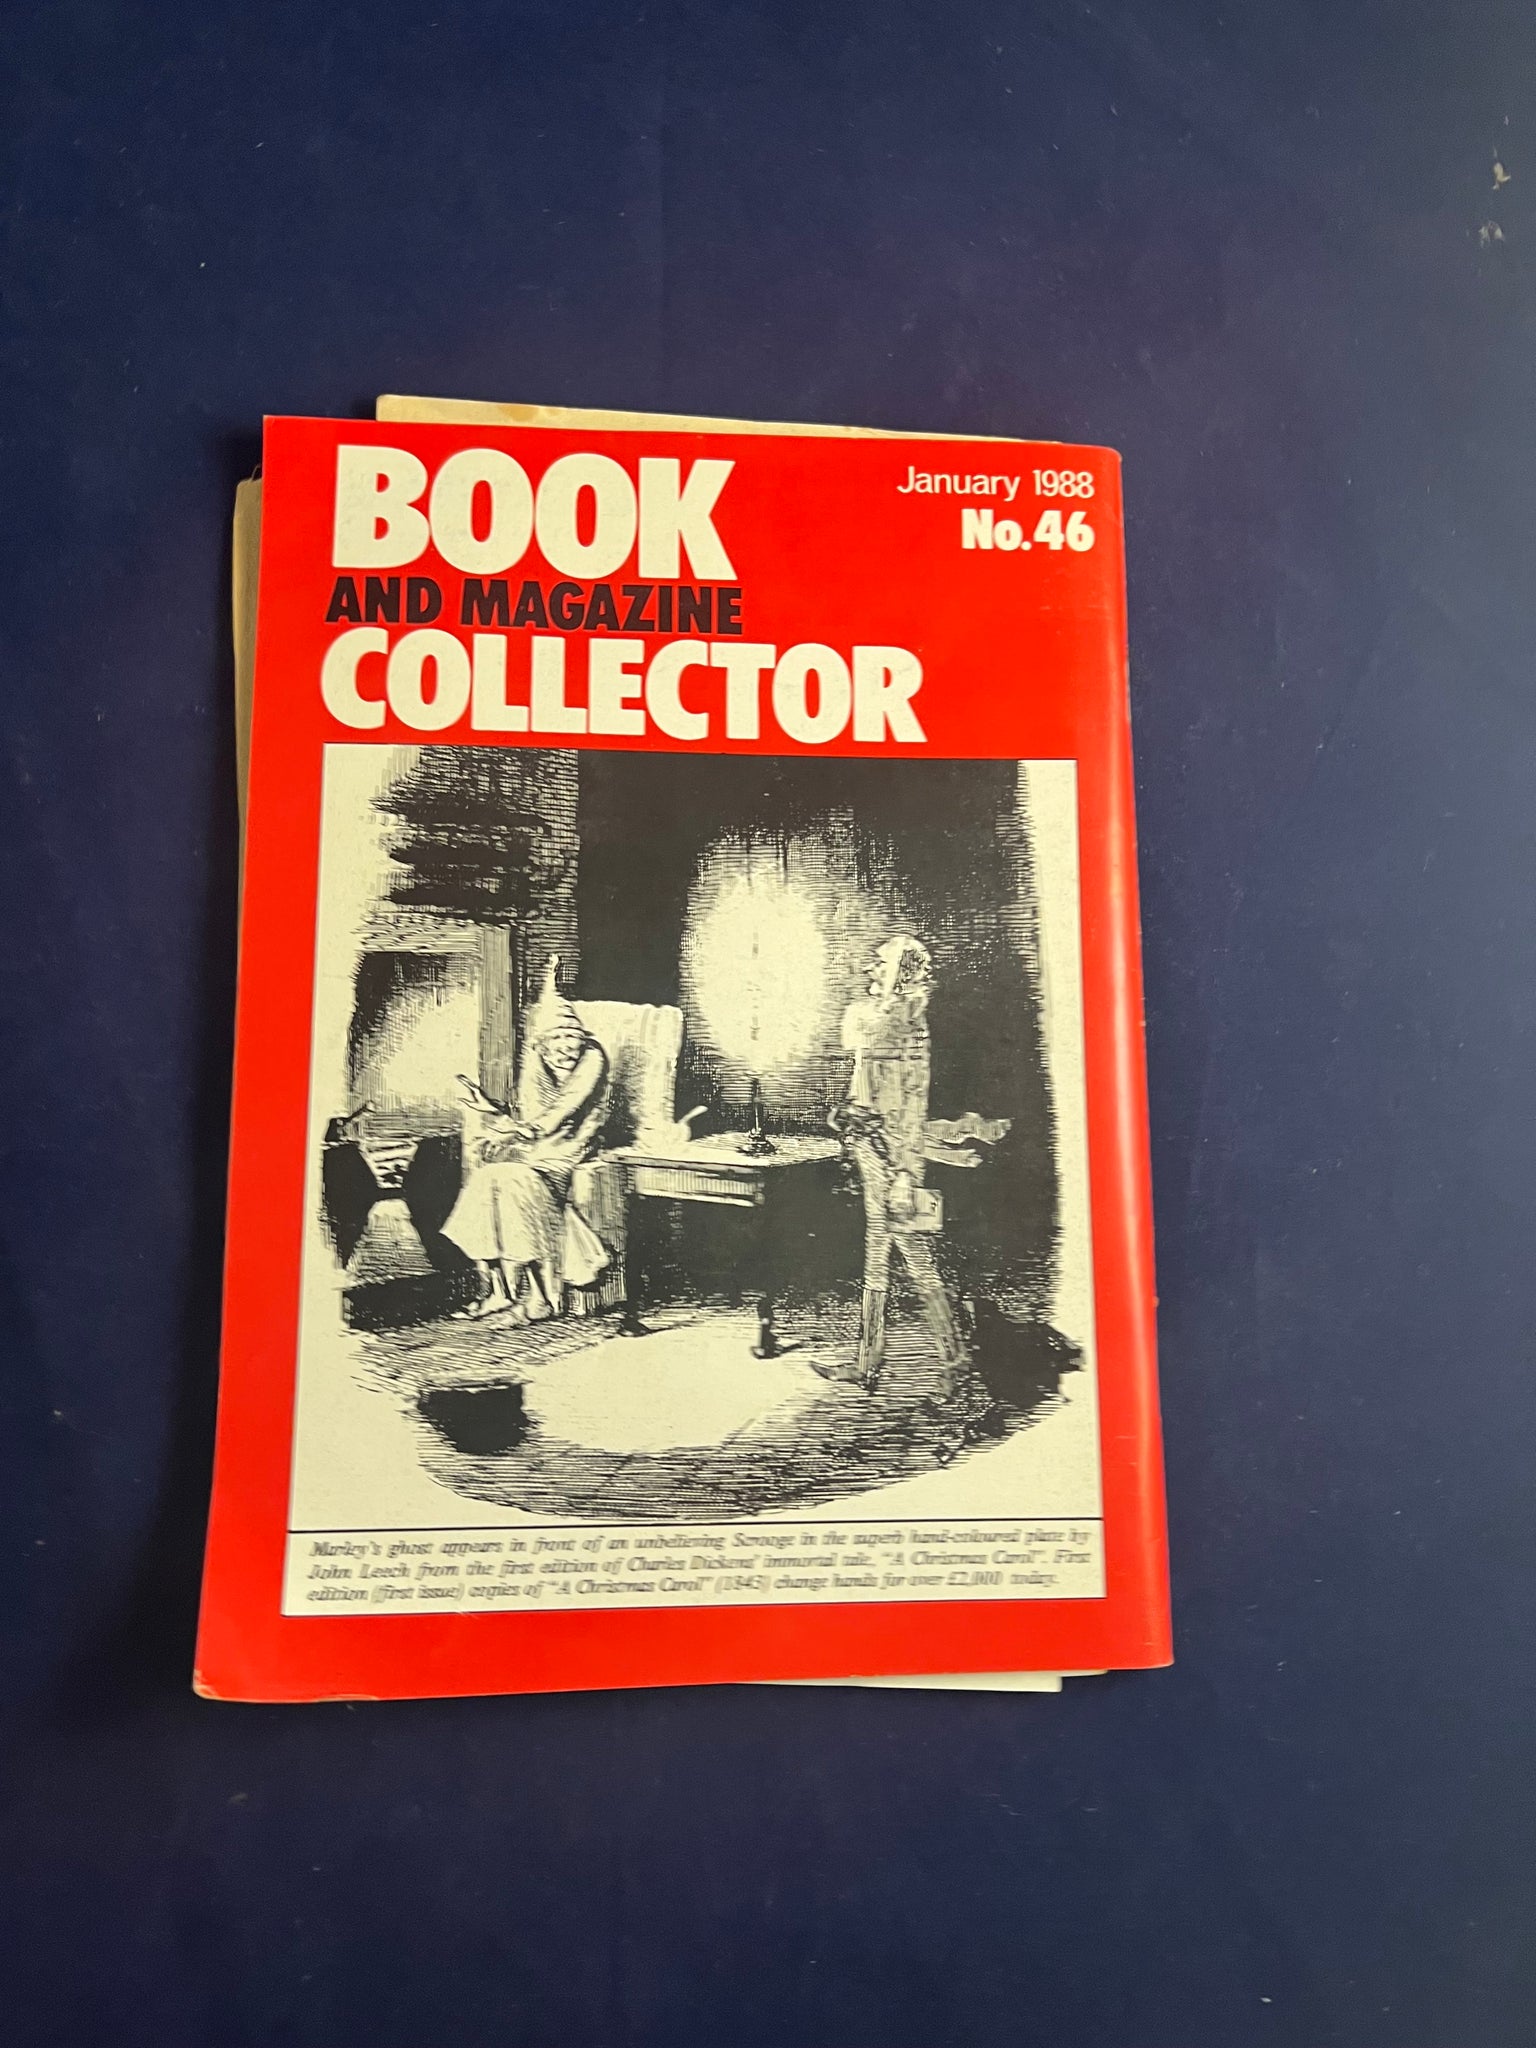 BOOK
AND MAGAZINE
COLLECTOR
January 1988
No.46
Marley's ghost appears in front of an unbelieving Scrooge in the superb hand-coloured plate by
John Leech from the first edition of Charles Dickens' immortal tale, "A Christmas Carol". First
edition (first issue) copies of "A Christmas Carol" (1843) change hands for over £2,000 today.